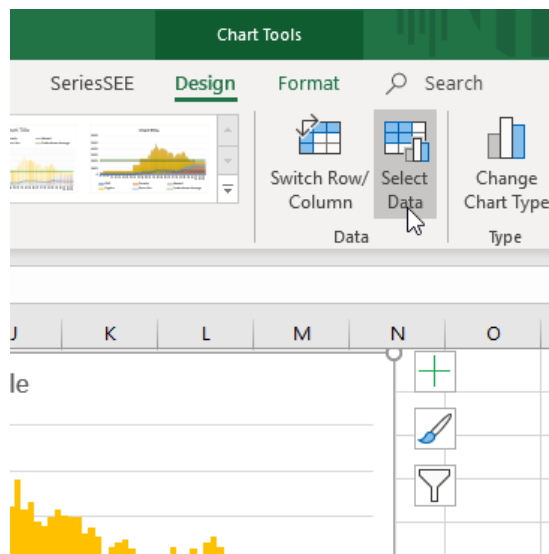 Chart Tools
SeriesSEE Design Format Search
Switch Row/ Column
Select Data
Change Chart Type
Data
Type
J K L M N O
le